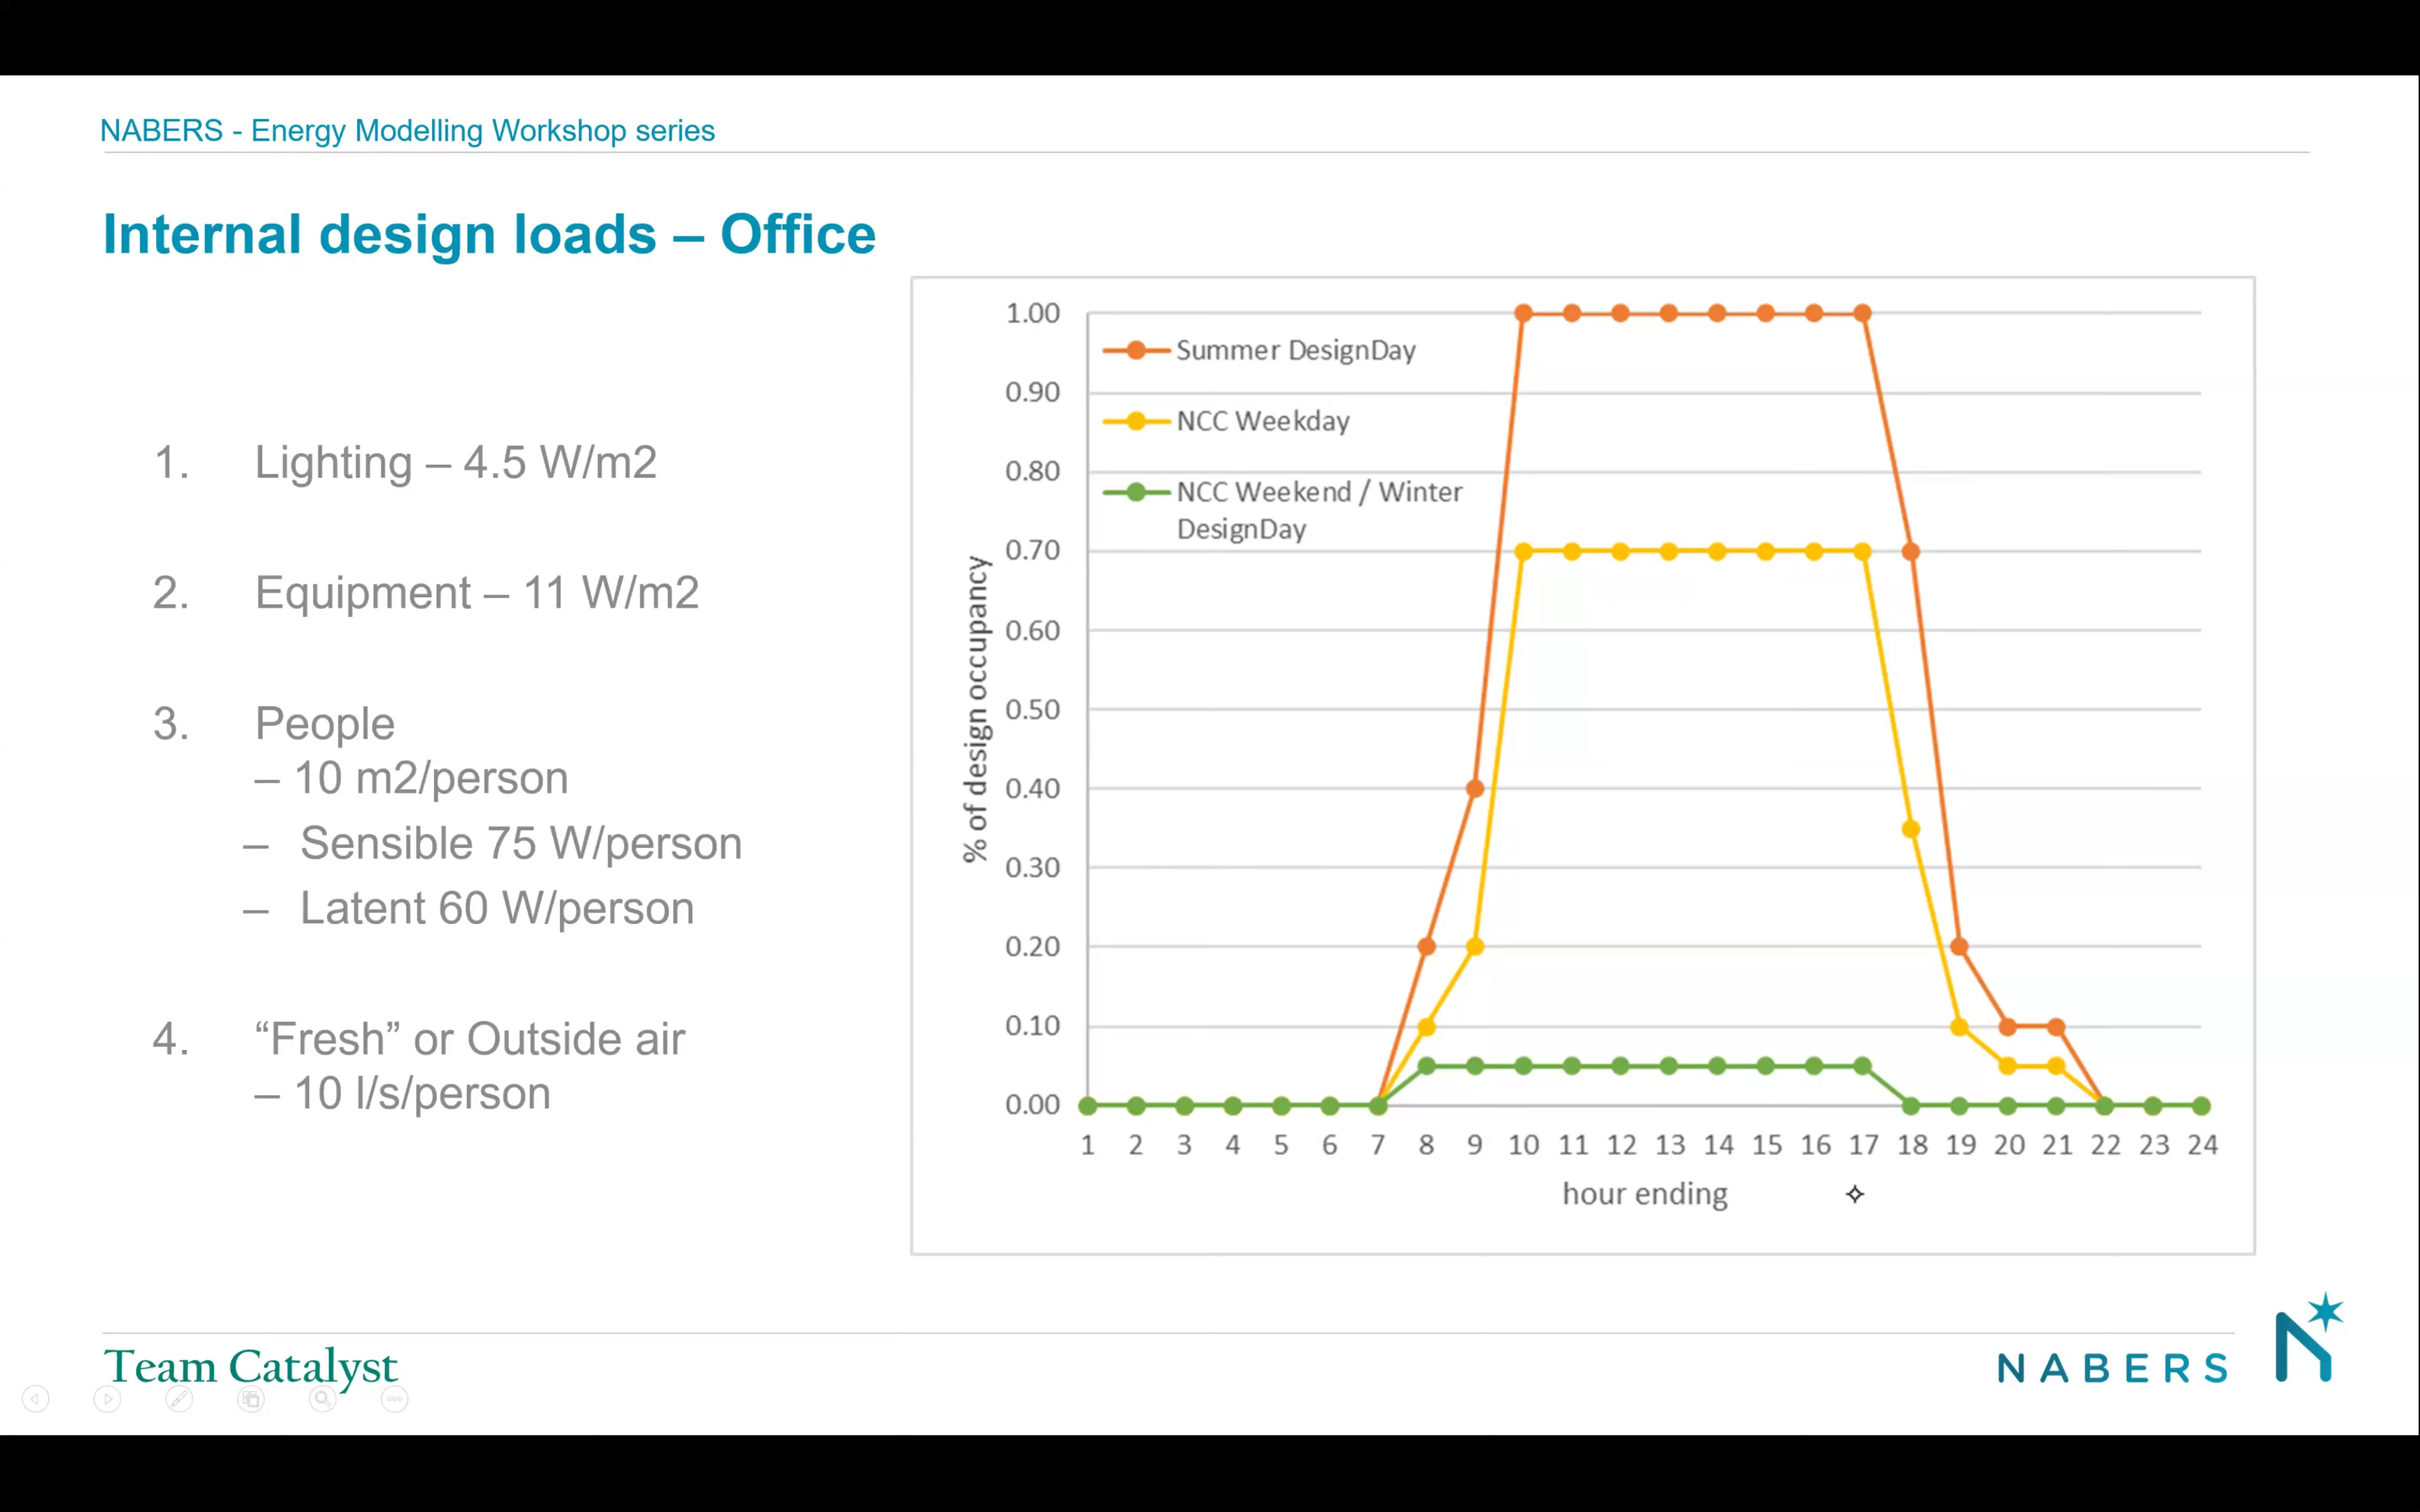 NABERS - Energy Modelling Workshop series
Internal design loads – Office
1. Lighting – 4.5 W/m2
2. Equipment – 11 W/m2
3. People
– 10 m2/person
– Sensible 75 W/person
– Latent 60 W/person
4. “Fresh” or Outside air
– 10 l/s/person
1.00
0.90
0.80
0.70
0.60
0.50
0.40
0.30
0.20
0.10
0.00
% of design occupancy
Summer DesignDay
NCC Weekday
NCC Weekend / Winter
DesignDay
1 2 3 4 5 6 7 8 9 10 11 12 13 14 15 16 17 18 19 20 21 22 23 24
hour ending
Team Catalyst
NABERS